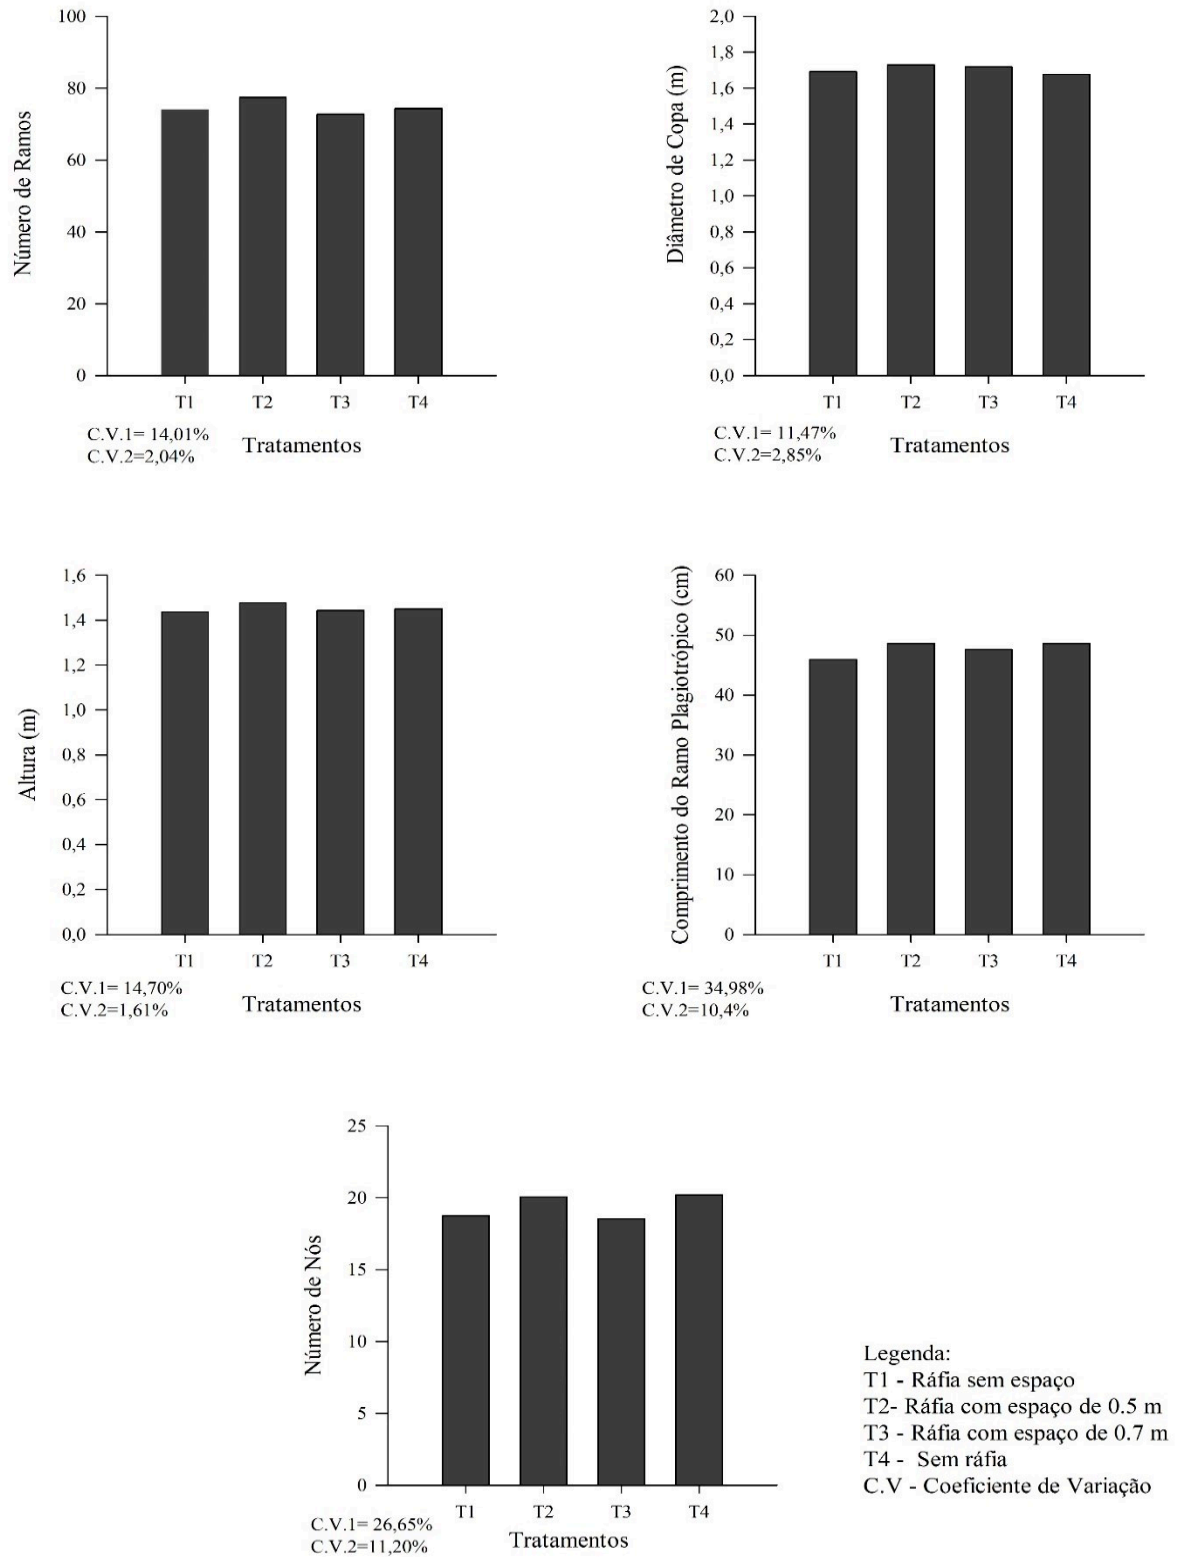 Número de Ramos
100
80
60
40
20
0
T1 T2 T3 T4
C.V.1= 14,01%
C.V.2=2,04%
Tratamentos
Diâmetro de Copa (m)
2,0
1,8
1,6
1,4
1,2
1,0
0,8
0,6
0,4
0,2
0,0
T1 T2 T3 T4
C.V.1= 11,47%
C.V.2=2,85%
Tratamentos
Altura (m)
1,6
1,4
1,2
1,0
0,8
0,6
0,4
0,2
0,0
T1 T2 T3 T4
C.V.1= 14,70%
C.V.2=1,61%
Tratamentos
Comprimento do Ramo Plagiotrópico (cm)
60
50
40
30
20
10
0
T1 T2 T3 T4
C.V.1= 34,98%
C.V.2=10,4%
Tratamentos
Número de Nós
25
20
15
10
5
0
T1 T2 T3 T4
C.V.1= 26,65%
C.V.2=11,20%
Tratamentos
Legenda:
T1 - Ráfia sem espaço
T2- Ráfia com espaço de 0.5 m
T3 - Ráfia com espaço de 0.7 m
T4 - Sem ráfia
C.V - Coeficiente de Variação